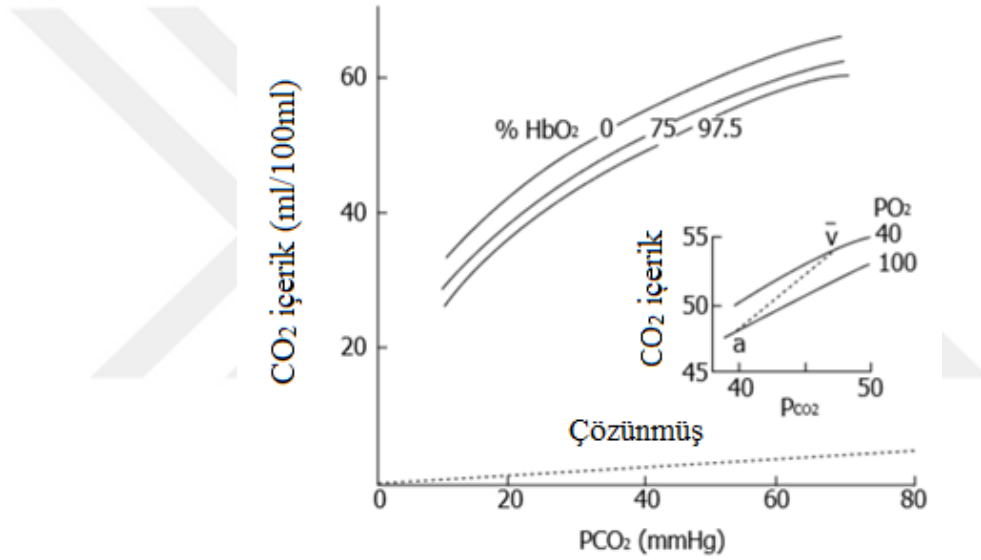 CO₂ içerik (ml/100ml)
60
40
20
% HbO₂ 0 75 97.5
PO₂
40
100
CO₂ içerik
55
50
45
v̄
a
40 50
Pco₂
Çözünmüş
0 20 40 60 80
PCO₂ (mmHg)